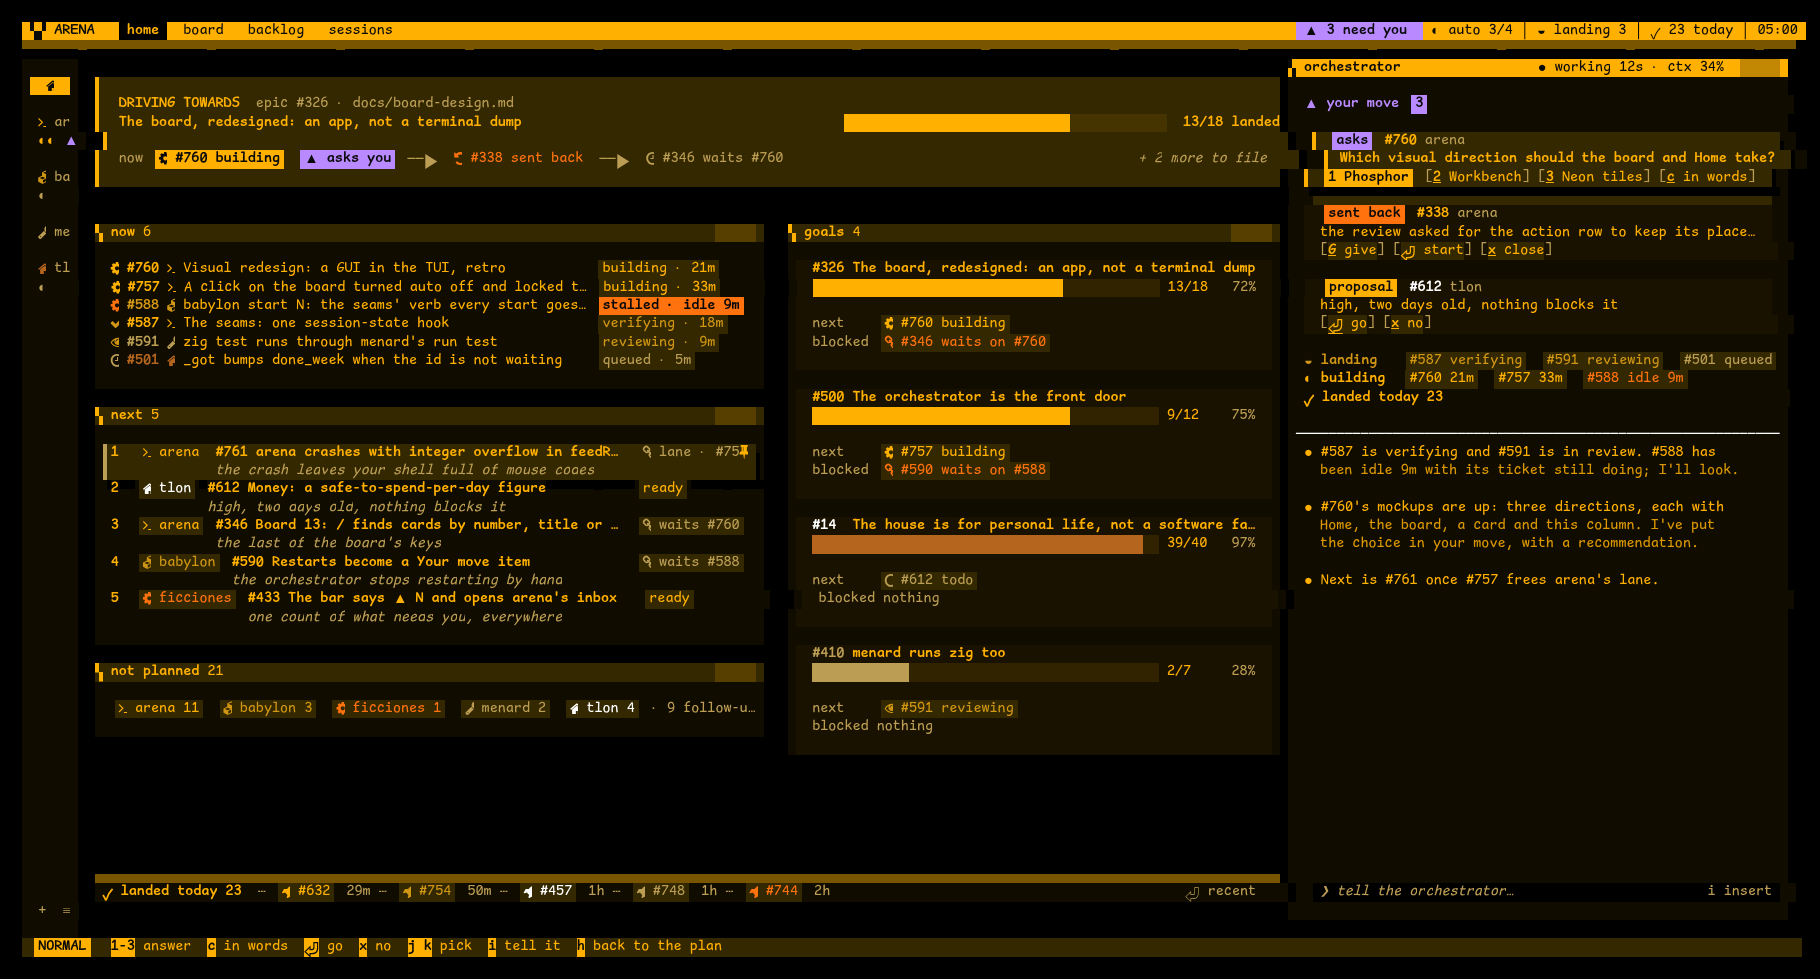 ARENA home board backlog sessions ▲ 3 need you auto 3/4 landing 3 ✓ 23 today 05:00
ar
ba
me
tl
+ ≡
DRIVING TOWARDS epic #326 · docs/board-design.md
The board, redesigned: an app, not a terminal dump 13/18 landed
now #760 building ▲ asks you ──▶ #338 sent back ──▶ #346 waits #760 + 2 more to file
now 6
#760 Visual redesign: a GUI in the TUI, retro building · 21m
#757 A click on the board turned auto off and locked t… building · 33m
#588 babylon start N: the seams' verb every start goes… stalled · idle 9m
#587 The seams: one session-state hook verifying · 18m
#591 zig test runs through menard's run test reviewing · 9m
#501 _got bumps done_week when the id is not waiting queued · 5m
next 5
1 arena #761 arena crashes with integer overflow in feedR… lane · #75
the crash leaves your shell full of mouse codes
2 tlon #612 Money: a safe-to-spend-per-day figure ready
high, two days old, nothing blocks it
3 arena #346 Board 13: / finds cards by number, title or … waits #760
the last of the board's keys
4 babylon #590 Restarts become a Your move item waits #588
the orchestrator stops restarting by hand
5 ficciones #433 The bar says ▲ N and opens arena's inbox ready
one count of what needs you, everywhere
not planned 21
arena 11 babylon 3 ficciones 1 menard 2 tlon 4 · 9 follow-u…
goals 4
#326 The board, redesigned: an app, not a terminal dump
13/18 72%
next #760 building
blocked #346 waits on #760
#500 The orchestrator is the front door
9/12 75%
next #757 building
blocked #590 waits on #588
#14 The house is for personal life, not a software fa…
39/40 97%
next #612 todo
blocked nothing
#410 menard runs zig too
2/7 28%
next #591 reviewing
blocked nothing
✓ landed today 23 ┄ #632 29m ┄ #754 50m ┄ #457 1h ┄ #748 1h ┄ #744 2h recent
orchestrator ● working 12s · ctx 34%
▲ your move 3
asks #760 arena
Which visual direction should the board and Home take?
1 Phosphor [2 Workbench] [3 Neon tiles] [c in words]
sent back #338 arena
the review asked for the action row to keep its place…
[G give] [⏎ start] [x close]
proposal #612 tlon
high, two days old, nothing blocks it
[⏎ go] [x no]
landing #587 verifying #591 reviewing #501 queued
building #760 21m #757 33m #588 idle 9m
✓ landed today 23
● #587 is verifying and #591 is in review. #588 has
been idle 9m with its ticket still doing; I'll look.
● #760's mockups are up: three directions, each with
Home, the board, a card and this column. I've put
the choice in your move, with a recommendation.
● Next is #761 once #757 frees arena's lane.
❯ tell the orchestrator… i insert
NORMAL 1-3 answer c in words ⏎ go x no j k pick i tell it h back to the plan